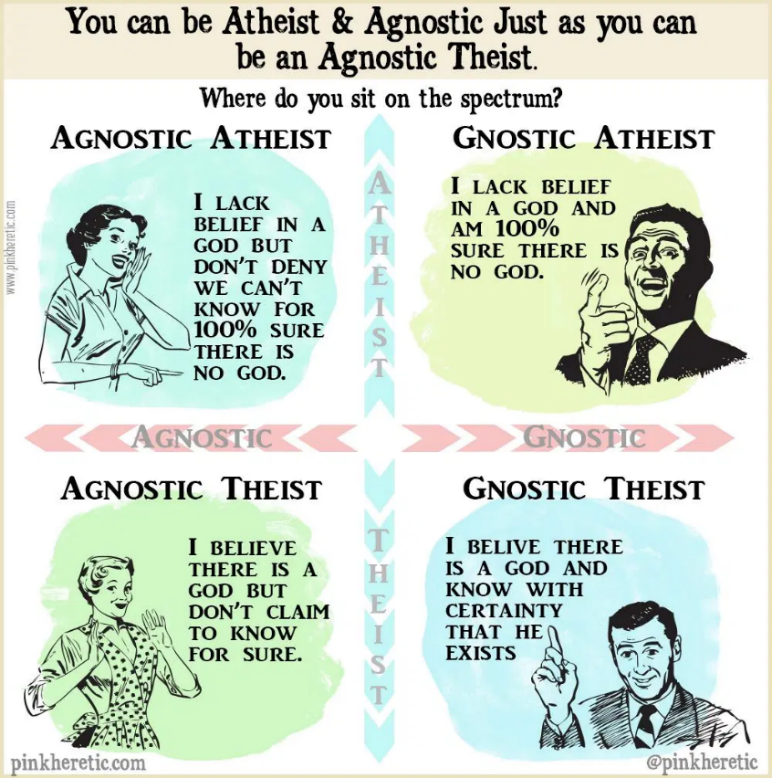 You can be Atheist & Agnostic Just as you can
be an Agnostic Theist.
Where do you sit on the spectrum?
AGNOSTIC ATHEIST
I LACK
BELIEF IN A
GOD BUT
DON'T DENY
WE CAN'T
KNOW FOR
100% SURE
THERE IS
NO GOD.
GNOSTIC ATHEIST
I LACK BELIEF
IN A GOD AND
AM 100%
SURE THERE IS
NO GOD.
www.pinkheretic.com
ATHEIST
AGNOSTIC
GNOSTIC
THEIST
AGNOSTIC THEIST
I BELIEVE
THERE IS A
GOD BUT
DON'T CLAIM
TO KNOW
FOR SURE.
GNOSTIC THEIST
I BELIVE THERE
IS A GOD AND
KNOW WITH
CERTAINTY
THAT HE
EXISTS
pinkheretic.com
@pinkheretic